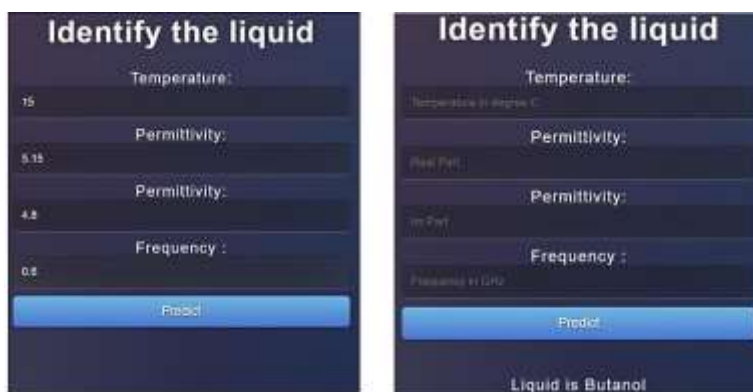 Identify the liquid
Temperature:
15
Permittivity:
5.15
Permittivity:
4.8
Frequency :
0.6
Predict
Identify the liquid
Temperature:
Temperature in degree C
Permittivity:
Real Part
Permittivity:
Im Part
Frequency :
Frequency in GHz
Predict
Liquid is Butanol